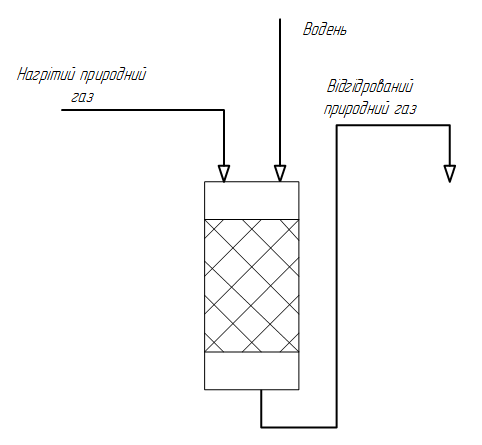 Водень
Нагрітий природний
газ
Відгідрований
природний газ